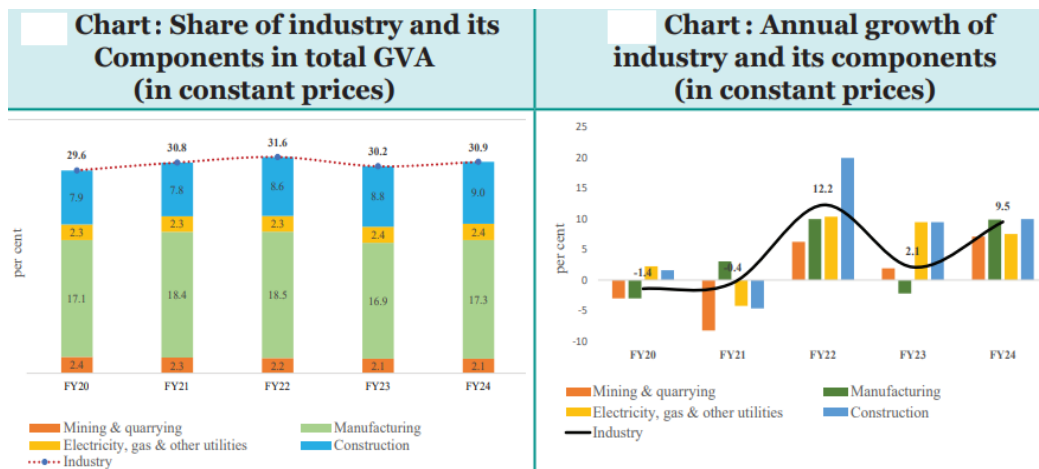 Chart: Share of industry and its
Components in total GVA
(in constant prices)
29.6
30.8
31.6
30.2
30.9
7.9
7.8
8.6
8.8
9.0
2.3
2.3
2.3
2.4
2.4
per cent
17.1
18.4
18.5
16.9
17.3
2.4
2.3
2.2
2.1
2.1
FY20 FY21 FY22 FY23 FY24
Mining & quarrying Manufacturing
Electricity, gas & other utilities Construction
Industry
Chart: Annual growth of
industry and its components
(in constant prices)
25
20
15
10
5
0
-5
-10
per cent
-1.4
-0.4
12.2
2.1
9.5
FY20 FY21 FY22 FY23 FY24
Mining & quarrying Manufacturing
Electricity, gas & other utilities Construction
Industry